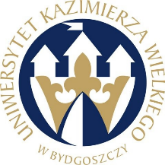 UNIWERSYTET KAZIMIERZA WIELKIEGO
W BYDGOSZCZY